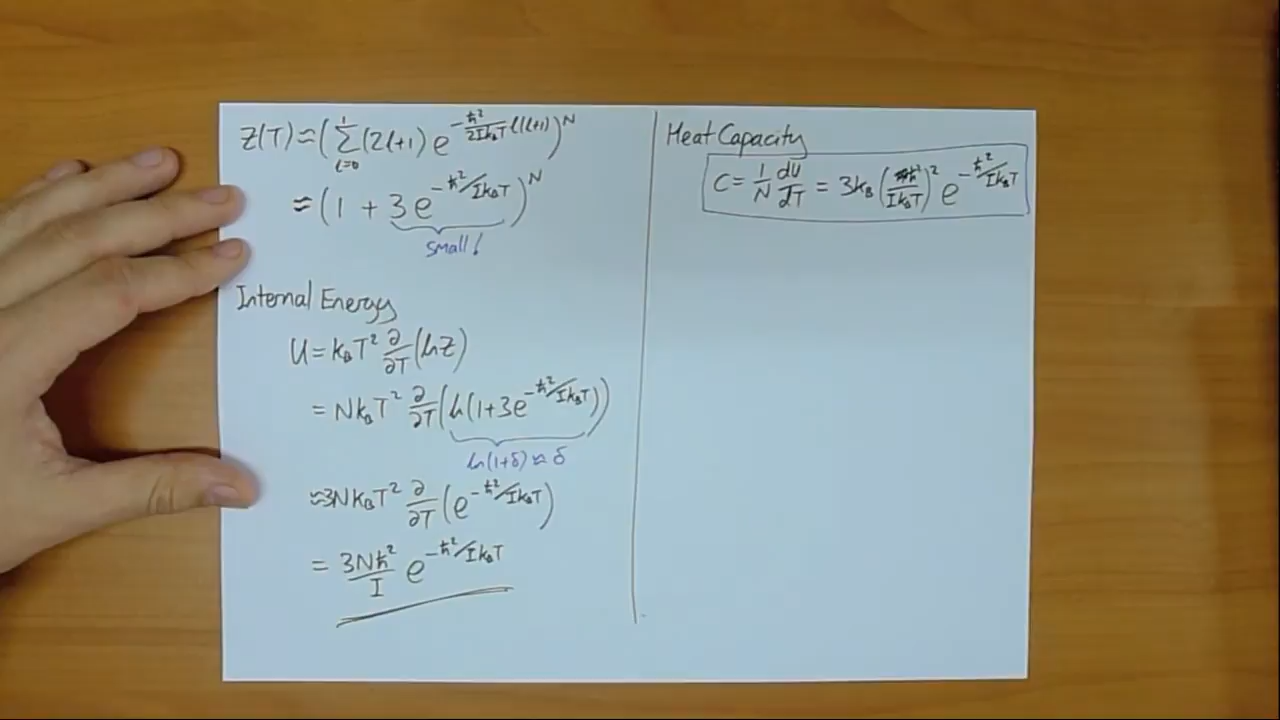 Z(T) ≈ (∑_{l=0}^{1} (2l+1) e^{-ħ²/2Ik_BT l(l+1)})^N
≈ (1 + 3e^{-ħ²/Ik_BT})^N
small!
Internal Energy
U = k_BT² ∂/∂T (ln Z)
= Nk_BT² ∂/∂T (ln(1+3e^{-ħ²/Ik_BT}))
ln(1+δ) ≈ δ
≈ 3Nk_BT² ∂/∂T (e^{-ħ²/Ik_BT})
= 3Nħ²/I e^{-ħ²/Ik_BT}
Heat Capacity
C = 1/N dU/dT = 3k_B (ħ²/Ik_BT)² e^{-ħ²/Ik_BT}